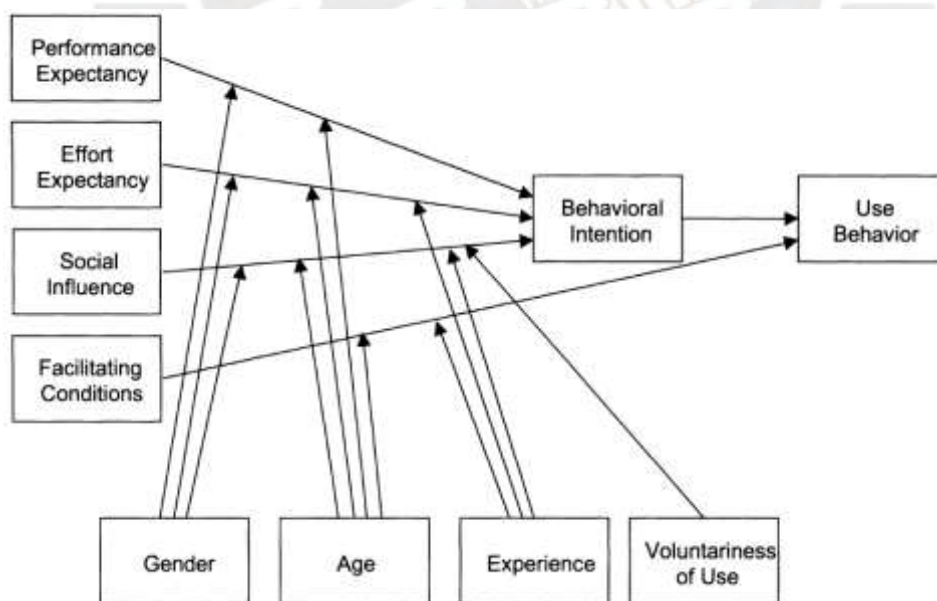 Performance
Expectancy
Effort
Expectancy
Social
Influence
Facilitating
Conditions
Behavioral
Intention
Use
Behavior
Gender
Age
Experience
Voluntariness
of Use